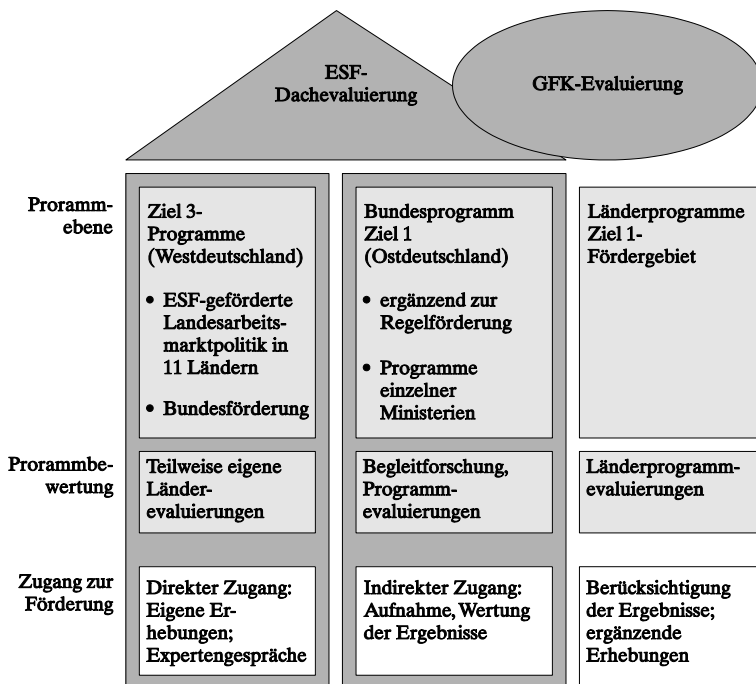 ESF-
Dachevaluierung
GFK-Evaluierung
Proramm-
ebene
Ziel 3-
Programme
(Westdeutschland)
• ESF-geförderte
Landesarbeits-
marktpolitik in
11 Ländern
• Bundesförderung
Bundesprogramm
Ziel 1
(Ostdeutschland)
• ergänzend zur
Regelförderung
• Programme
einzelner
Ministerien
Länderprogramme
Ziel 1-
Fördergebiet
Prorammbe-
wertung
Teilweise eigene
Länder-
evaluierungen
Begleitforschung,
Programm-
evaluierungen
Länderprogramm-
evaluierungen
Zugang zur
Förderung
Direkter Zugang:
Eigene Er-
hebungen;
Expertengespräche
Indirekter Zugang:
Aufnahme, Wertung
der Ergebnisse
Berücksichtigung
der Ergebnisse;
ergänzende
Erhebungen